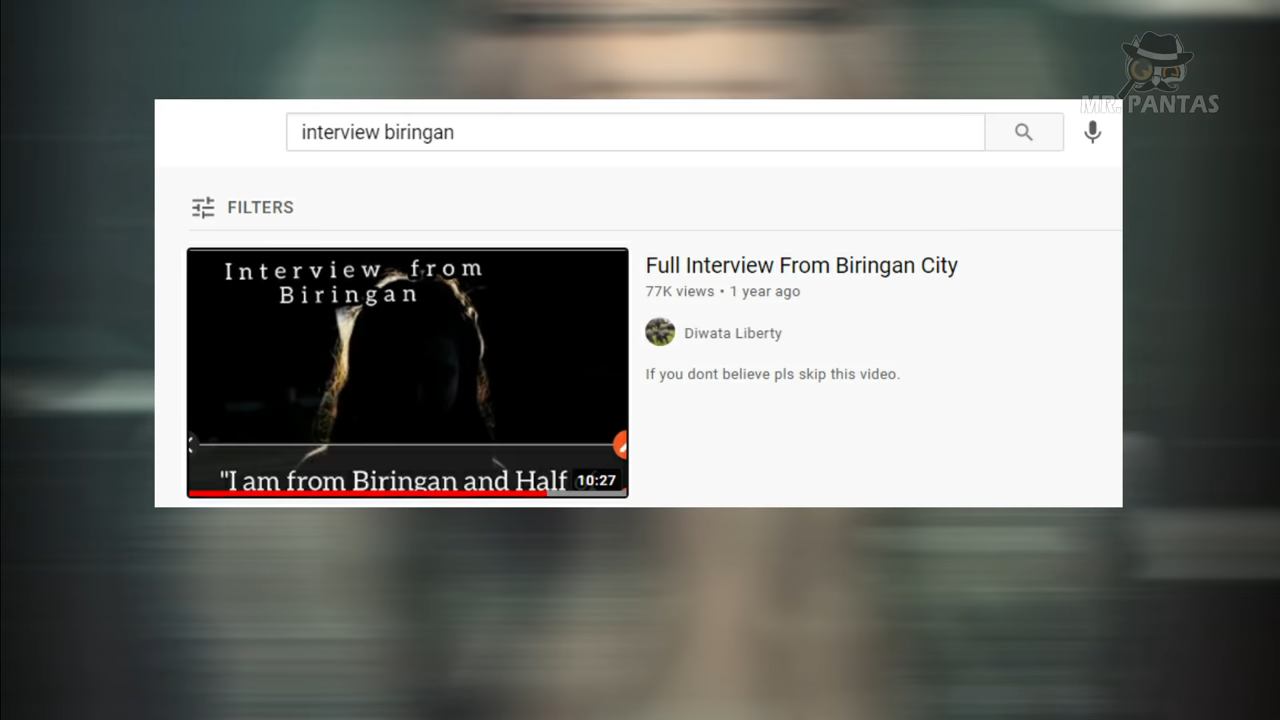 MR. PANTAS
interview biringan
FILTERS
Interview from
Biringan
"I am from Biringan and Half
10:27
Full Interview From Biringan City
77K views • 1 year ago
Diwata Liberty
If you dont believe pls skip this video.